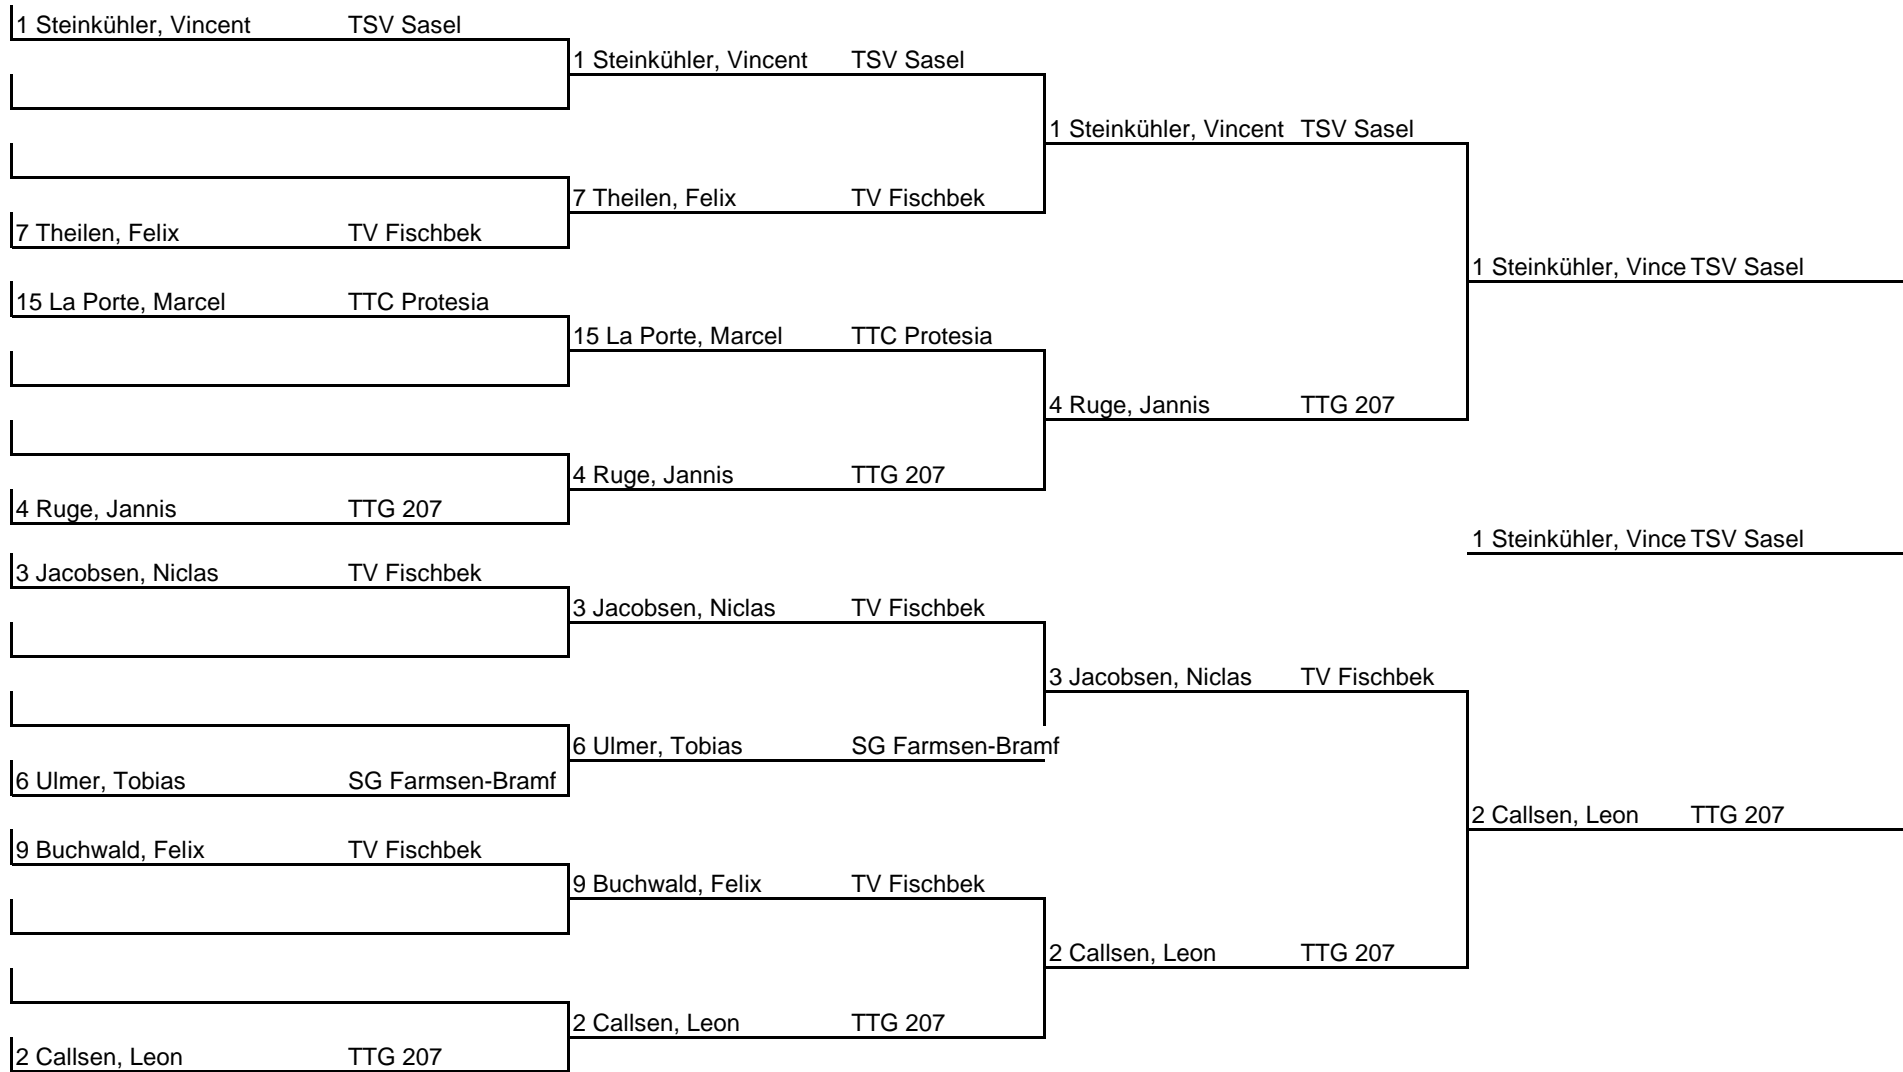 1 Steinkühler, Vincent TSV Sasel
1 Steinkühler, Vincent TSV Sasel
1 Steinkühler, Vincent TSV Sasel
7 Theilen, Felix TV Fischbek
7 Theilen, Felix TV Fischbek
1 Steinkühler, Vince TSV Sasel
15 La Porte, Marcel TTC Protesia
15 La Porte, Marcel TTC Protesia
4 Ruge, Jannis TTG 207
4 Ruge, Jannis TTG 207
4 Ruge, Jannis TTG 207
1 Steinkühler, Vince TSV Sasel
3 Jacobsen, Niclas TV Fischbek
3 Jacobsen, Niclas TV Fischbek
3 Jacobsen, Niclas TV Fischbek
6 Ulmer, Tobias SG Farmsen-Bramf
6 Ulmer, Tobias SG Farmsen-Bramf
2 Callsen, Leon TTG 207
9 Buchwald, Felix TV Fischbek
9 Buchwald, Felix TV Fischbek
2 Callsen, Leon TTG 207
2 Callsen, Leon TTG 207
2 Callsen, Leon TTG 207